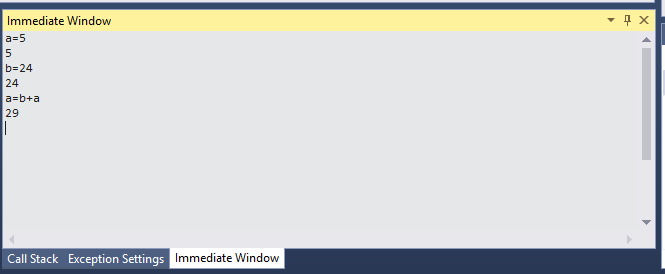 Immediate Window
a=5
5
b=24
24
a=b+a
29
Call Stack Exception Settings Immediate Window